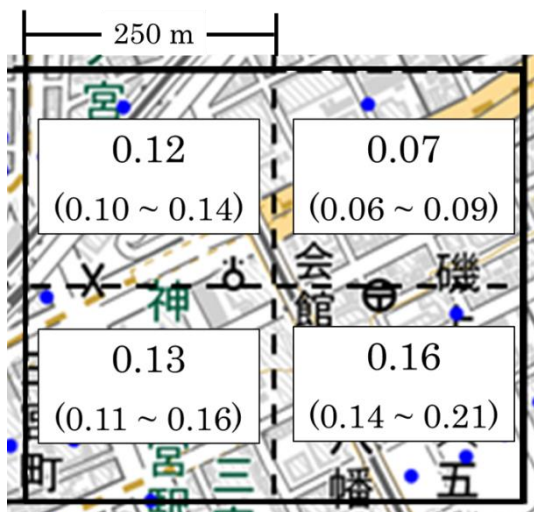 250 m
宮
0.12
(0.10 ~ 0.14)
0.07
(0.06 ~ 0.09)
会館
磯
神
0.13
(0.11 ~ 0.16)
0.16
(0.14 ~ 0.21)
町
宮
三
八幡
五